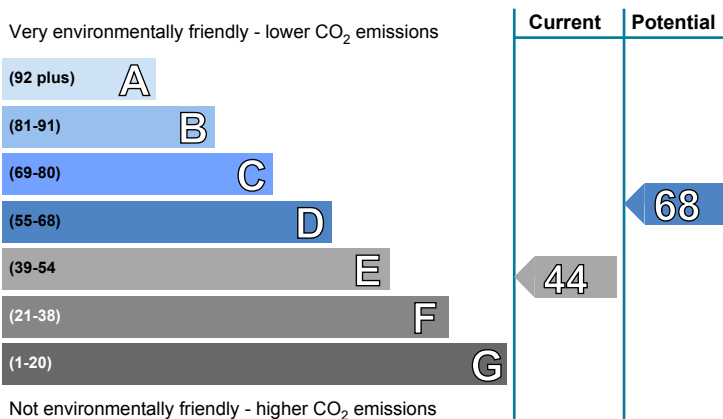 Current Potential
Very environmentally friendly - lower CO2 emissions
(92 plus) A
(81-91) B
(69-80) C
(55-68) D
68
(39-54 E
44
(21-38) F
(1-20) G
Not environmentally friendly - higher CO2 emissions